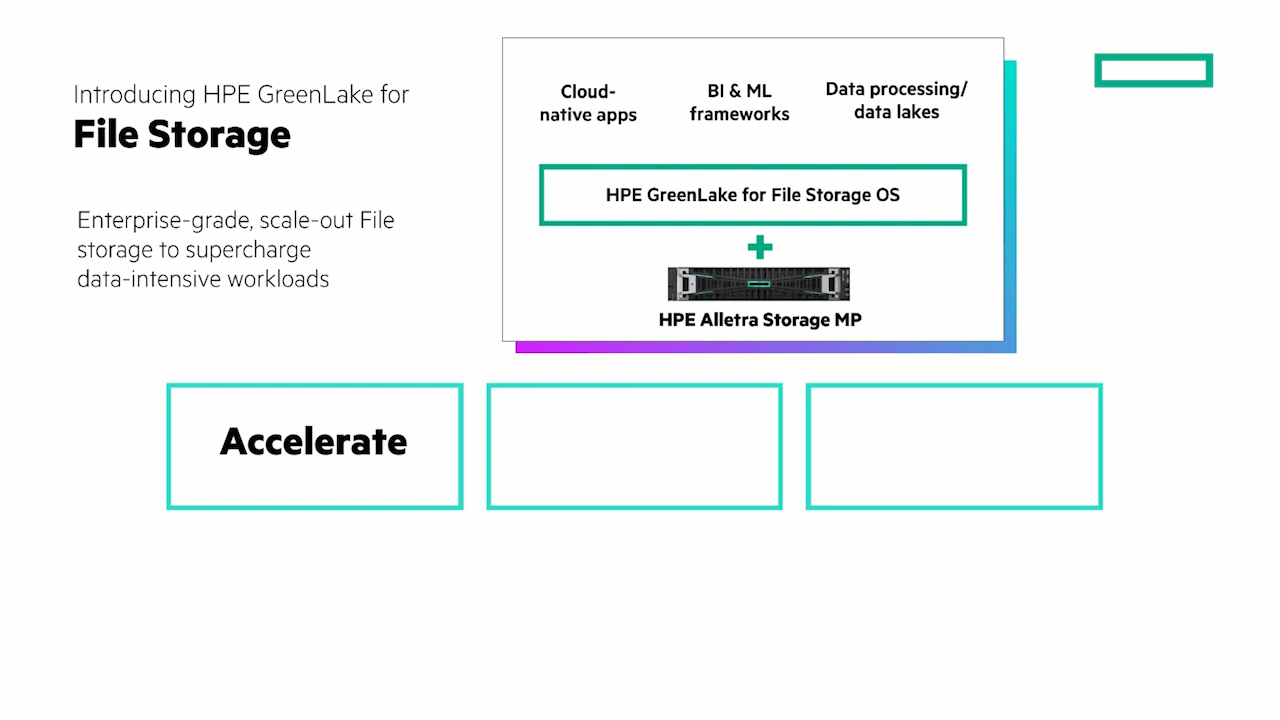 Introducing HPE GreenLake for
File Storage
Enterprise-grade, scale-out File
storage to supercharge
data-intensive workloads
Cloud-
native apps
BI & ML
frameworks
Data processing/
data lakes
HPE GreenLake for File Storage OS
HPE Alletra Storage MP
Accelerate